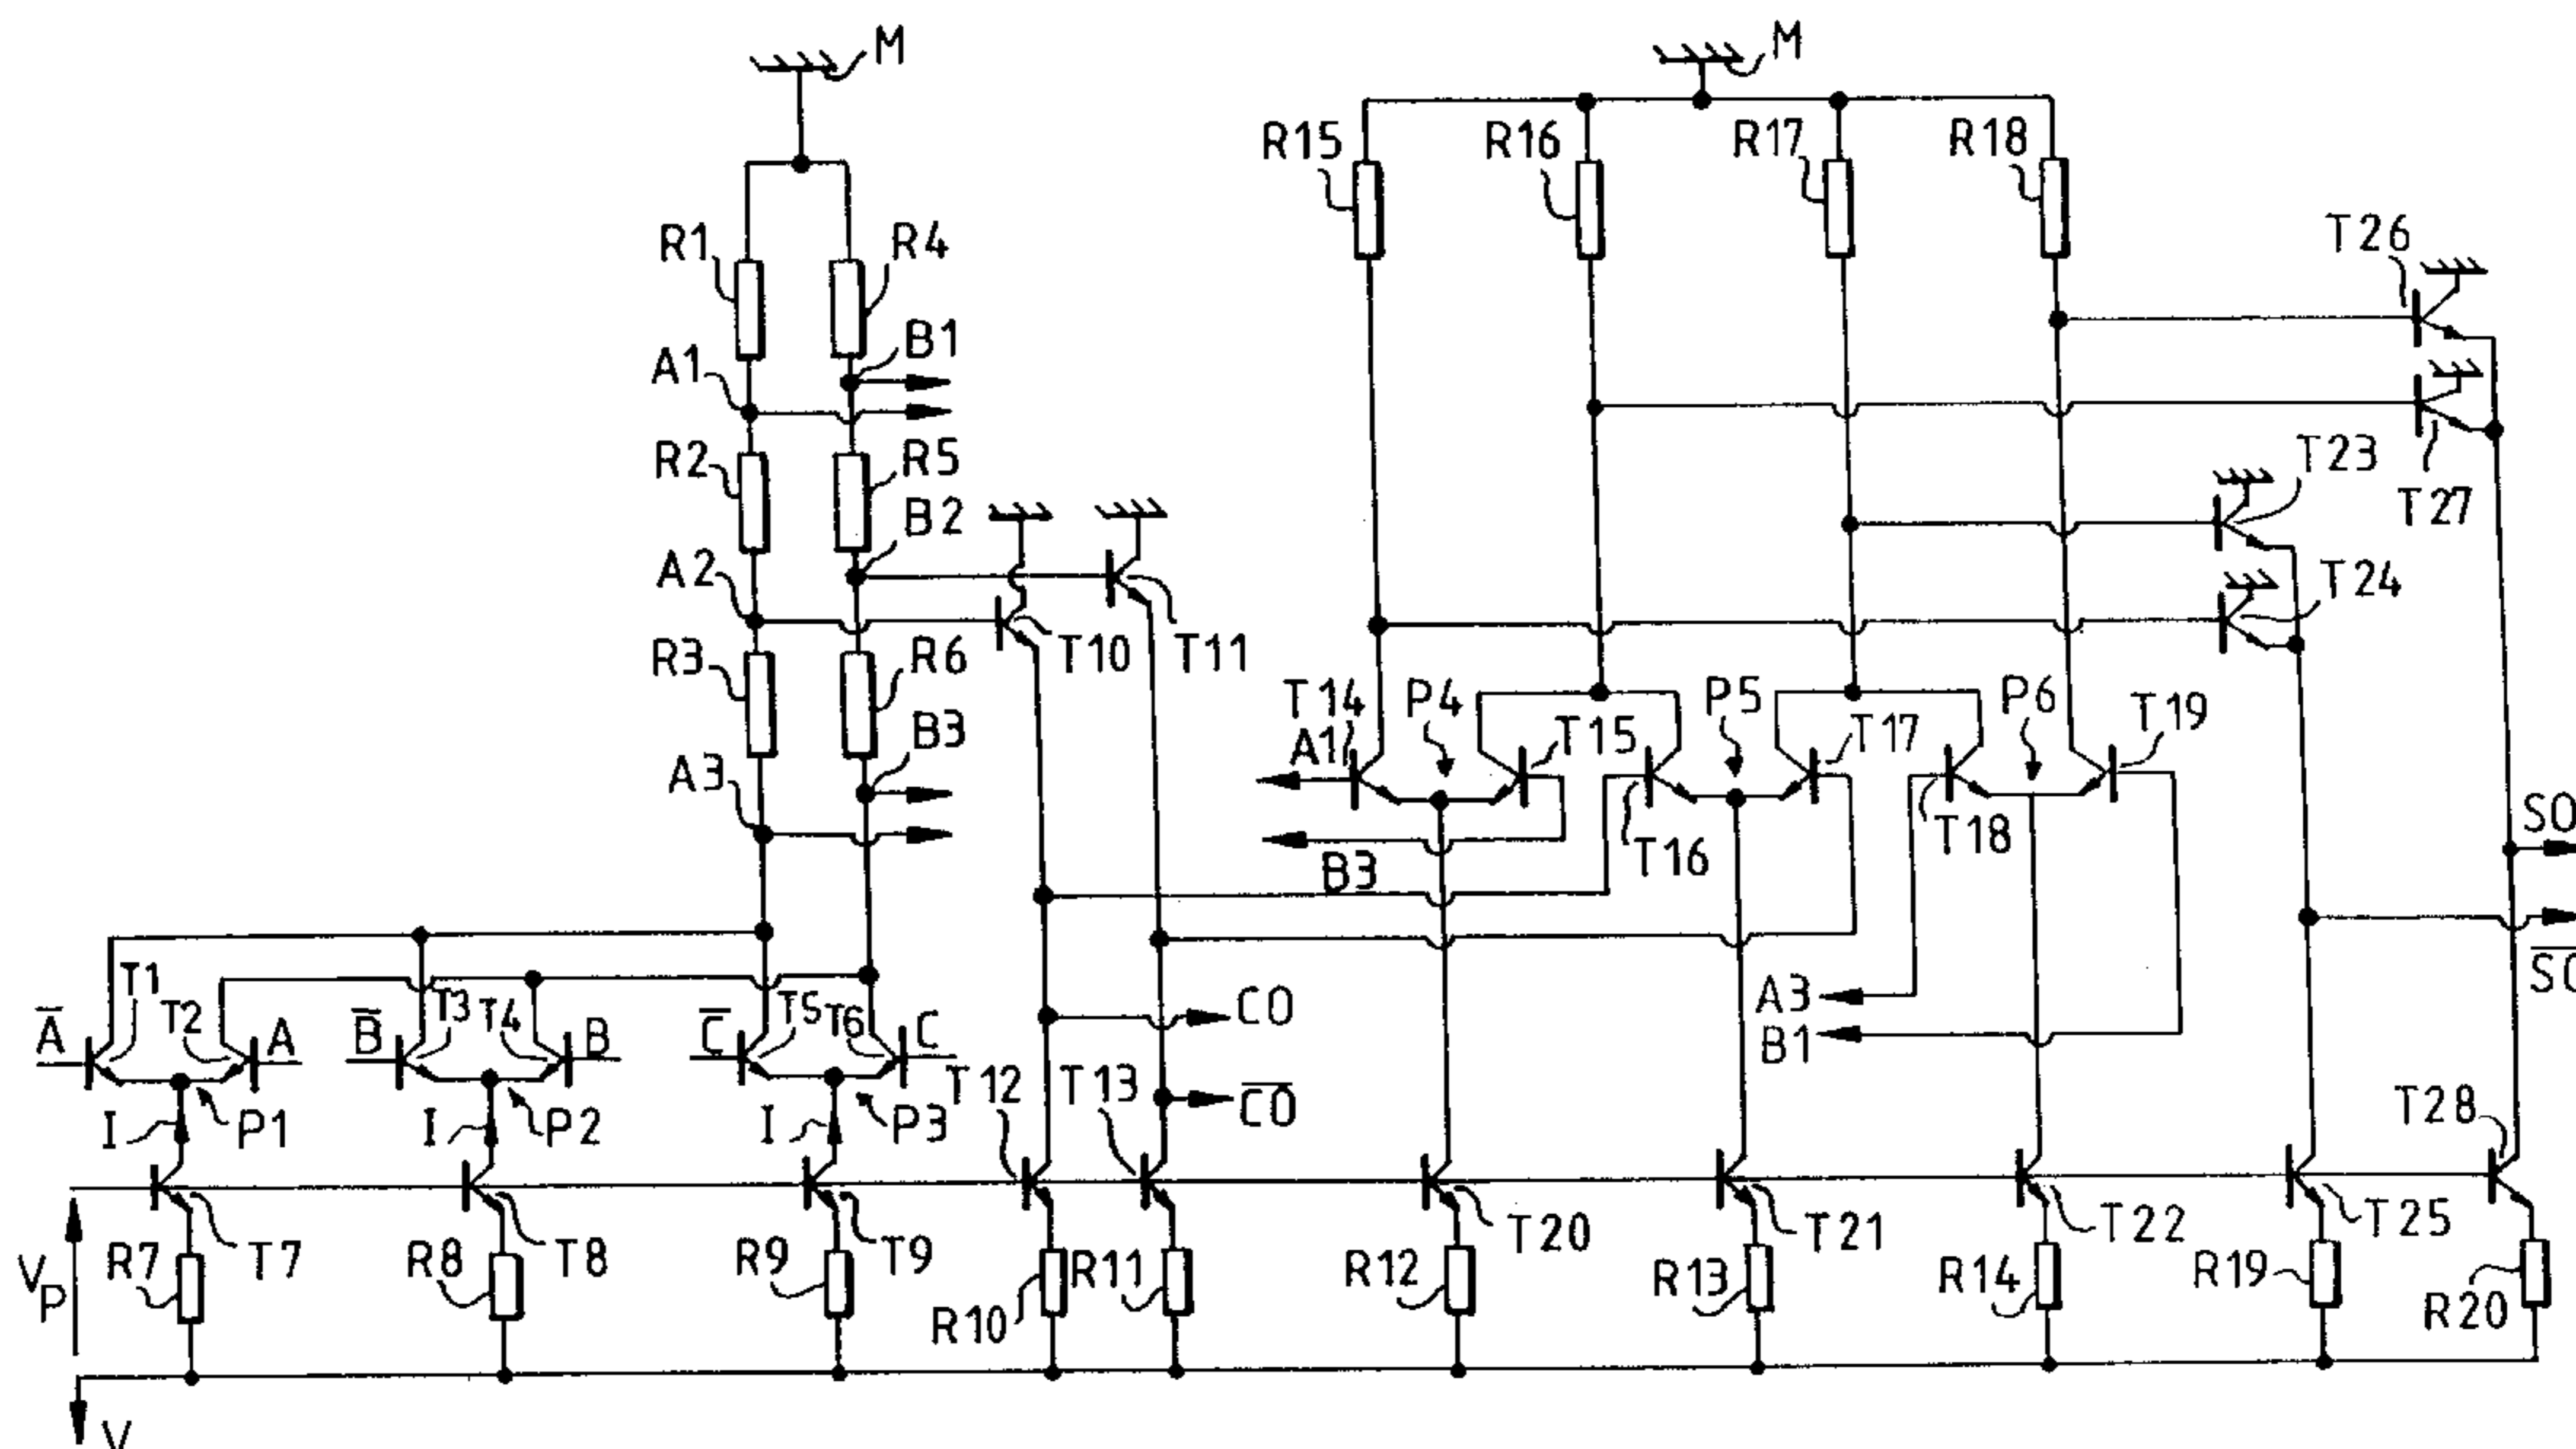 M
M
R15
R16
R17
R18
R1
R4
T26
B1
A1
R2
R5
T23
B2
T27
A2
T24
R3
R6
T10
T11
B3
T14
P4
P5
P6
T19
A1
T15
T17
A3
T16
T18
SO
B3
T1
T2
T3
T4
T5
T6
A3
CO
B1
A̅
A
B̅
B
C̅
C
T12
T13
C̅O̅
T28
I
P1
I
P2
I
P3
T20
T21
T22
T25
VP
R7
T7
R8
T8
R9
T9
R10
R11
R12
R13
R14
R19
R20
V